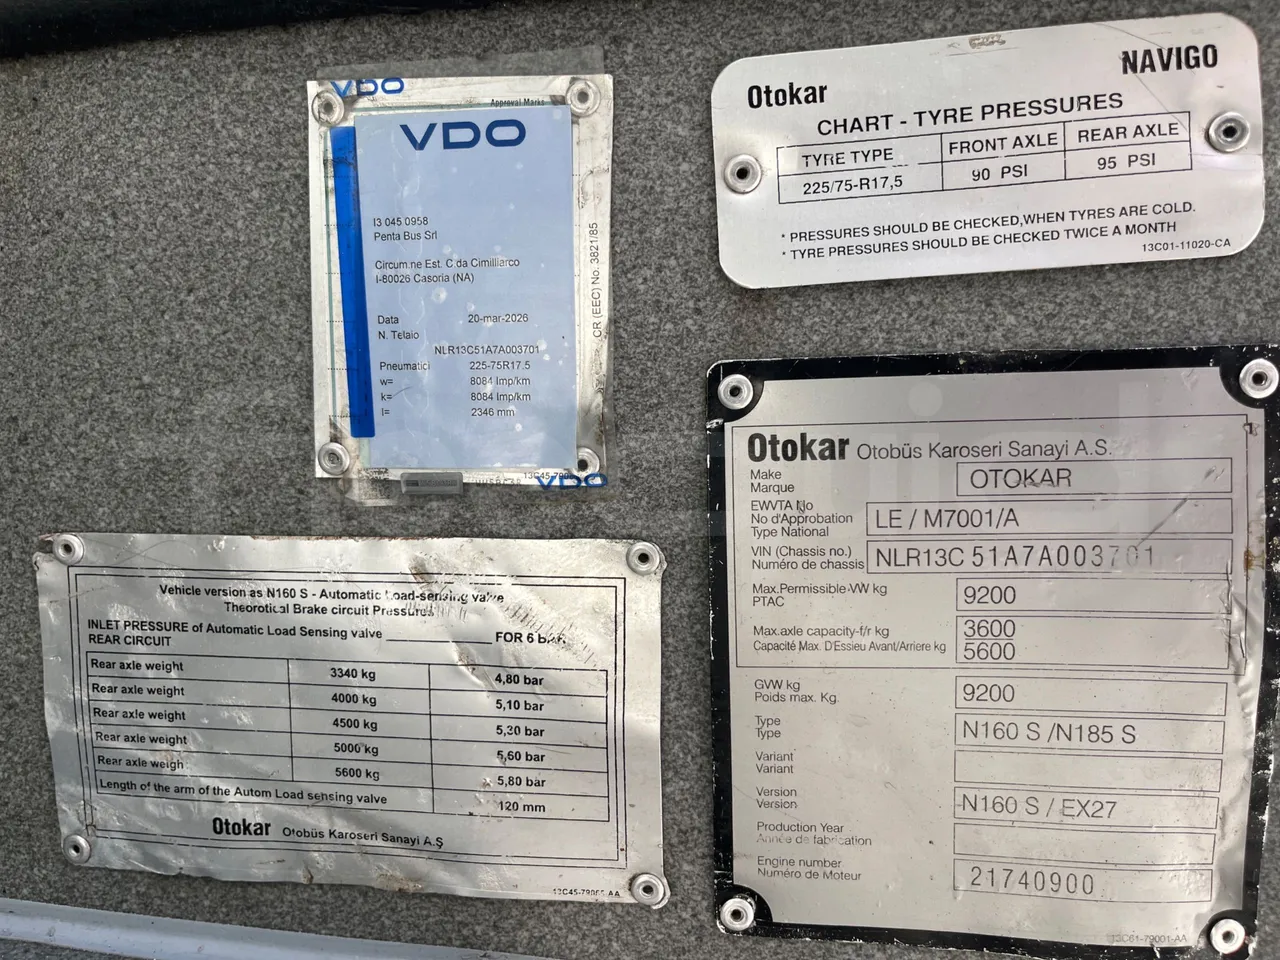 VDO
Approval Marks
VDO
I3 045 0958
Penta Bus Srl
Circum.ne Est. C.da Cimilliarco
I-80026 Casoria (NA)
Data 20-mar-2026
N. Telaio
NLR13C51A7A003701
Pneumatici 225-75R17.5
w= 8084 Imp/km
k= 8084 Imp/km
l= 2346 mm
CR (EEC) No. 3821/85
VDO
Otokar NAVIGO
CHART - TYRE PRESSURES
TYRE TYPE FRONT AXLE REAR AXLE
225/75-R17,5 90 PSI 95 PSI
* PRESSURES SHOULD BE CHECKED,WHEN TYRES ARE COLD.
* TYRE PRESSURES SHOULD BE CHECKED TWICE A MONTH
13C01-11020-CA
Vehicle version as N160 S - Automatic Load-sensing valve
Theorotical Brake circuit Pressures
INLET PRESSURE of Automatic Load Sensing valve FOR 6 BAR
REAR CIRCUIT
Rear axle weight 3340 kg 4,80 bar
Rear axle weight 4000 kg 5,10 bar
Rear axle weight 4500 kg 5,30 bar
Rear axle weight 5000 kg 5,60 bar
Rear axle weigh 5600 kg 5,80 bar
Length of the arm of the Autom Load sensing valve 120 mm
Otokar Otobüs Karoseri Sanayi A.Ş
Otokar Otobüs Karoseri Sanayi A.S.
Make
Marque OTOKAR
EWVTA No
No d'Approbation LE / M7001/A
Type National
VIN (Chassis no.) NLR13C 51A7A003701
Numéro de chassis
Max.Permissible-VW kg 9200
PTAC
Max.axle capacity-f/r kg 3600
Capacité Max. D'Essieu Avant/Arriere kg 5600
GVW kg 9200
Poids max. Kg.
Type N160 S /N185 S
Type
Variant
Variant
Version N160 S / EX27
Version
Production Year
Année de fabrication
Engine number 21740900
Numéro de Moteur
13C61-79001-AA